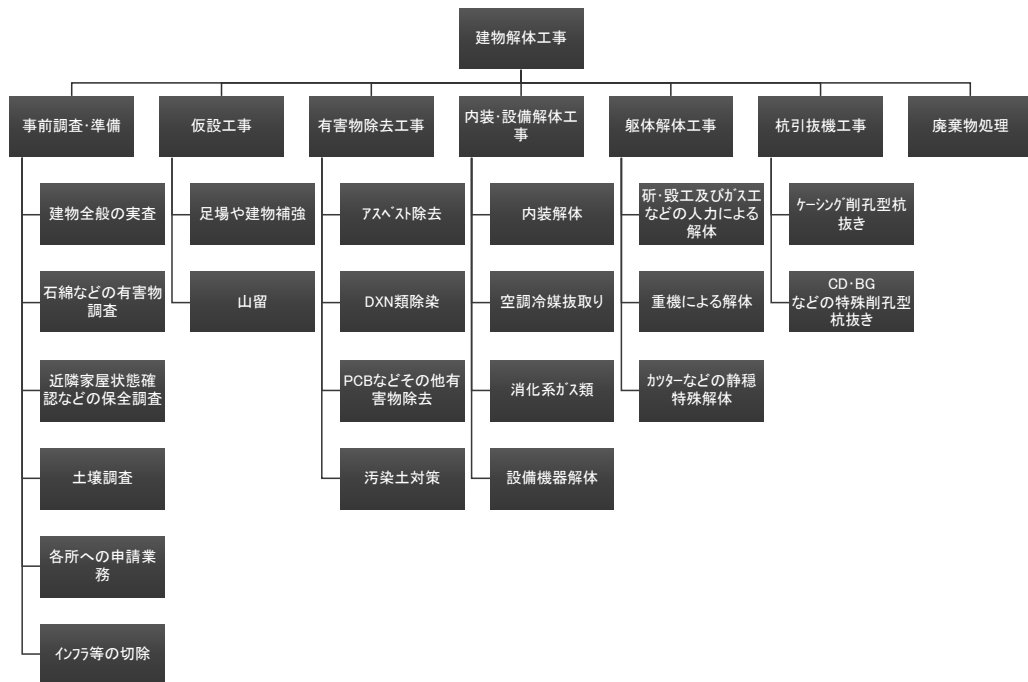 建物解体工事
事前調査・準備
仮設工事
有害物除去工事
内装・設備解体工
事
躯体解体工事
杭引抜機工事
廃棄物処理
建物全般の実査
石綿などの有害物
調査
近隣家屋状態確
認などの保全調査
土壌調査
各所への申請業
務
ｲﾝﾌﾗ等の切除
足場や建物補強
山留
ｱｽﾍﾞｽﾄ除去
DXN類除染
PCBなどその他有
害物除去
汚染土対策
内装解体
空調冷媒抜取り
消化系ｶﾞｽ類
設備機器解体
斫・毀工及びｶﾞｽ工
などの人力による
解体
重機による解体
ｶｯﾀｰなどの静穏
特殊解体
ｹｰｼﾝｸﾞ削孔型杭
抜き
CD・BG
などの特殊削孔型
杭抜き